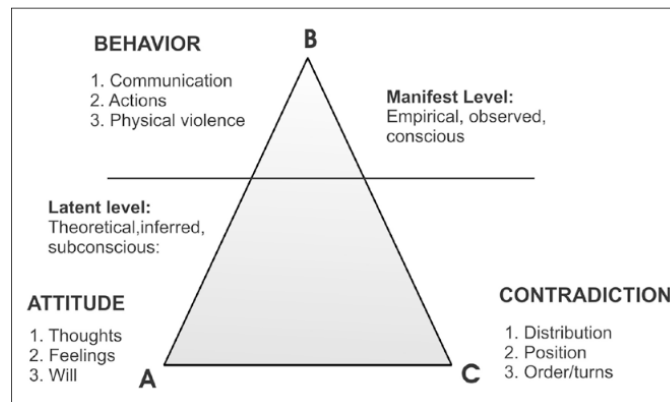 BEHAVIOR
1. Communication
2. Actions
3. Physical violence
B
Manifest Level:
Empirical, observed,
conscious
Latent level:
Theoretical,inferred,
subconscious:
ATTITUDE
1. Thoughts
2. Feelings
3. Will
A
CONTRADICTION
1. Distribution
2. Position
3. Order/turns
C